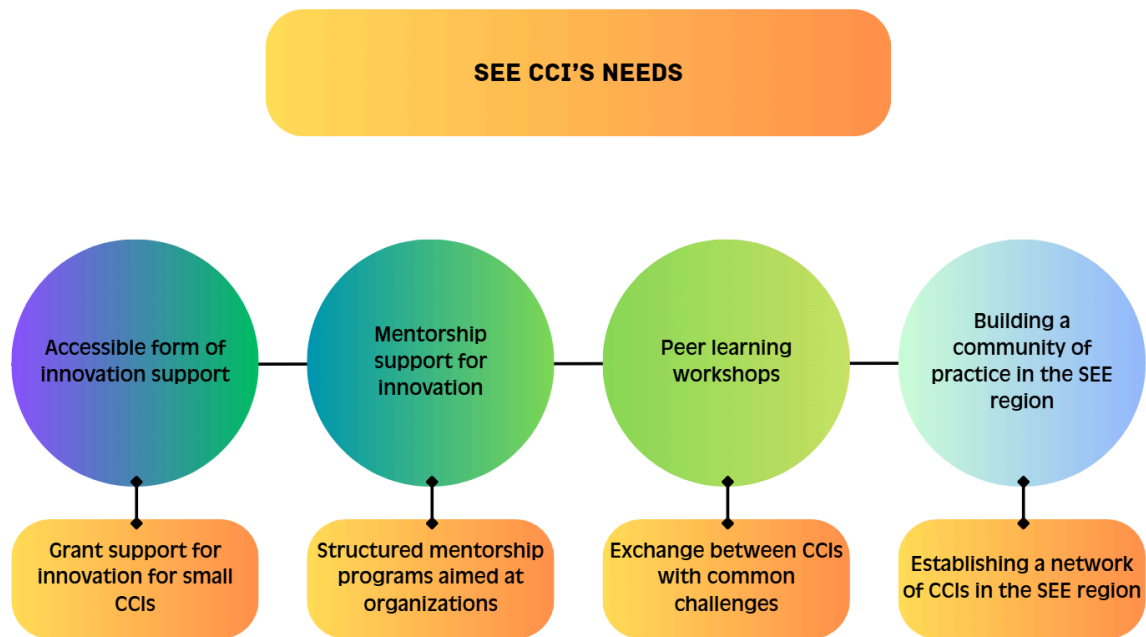 SEE CCI'S NEEDS
Accessible form of
innovation support
Mentorship
support for
innovation
Peer learning
workshops
Building a
community of
practice in the SEE
region
Grant support for
innovation for small
CCIs
Structured mentorship
programs aimed at
organizations
Exchange between CCIs
with common
challenges
Establishing a network
of CCIs in the SEE region